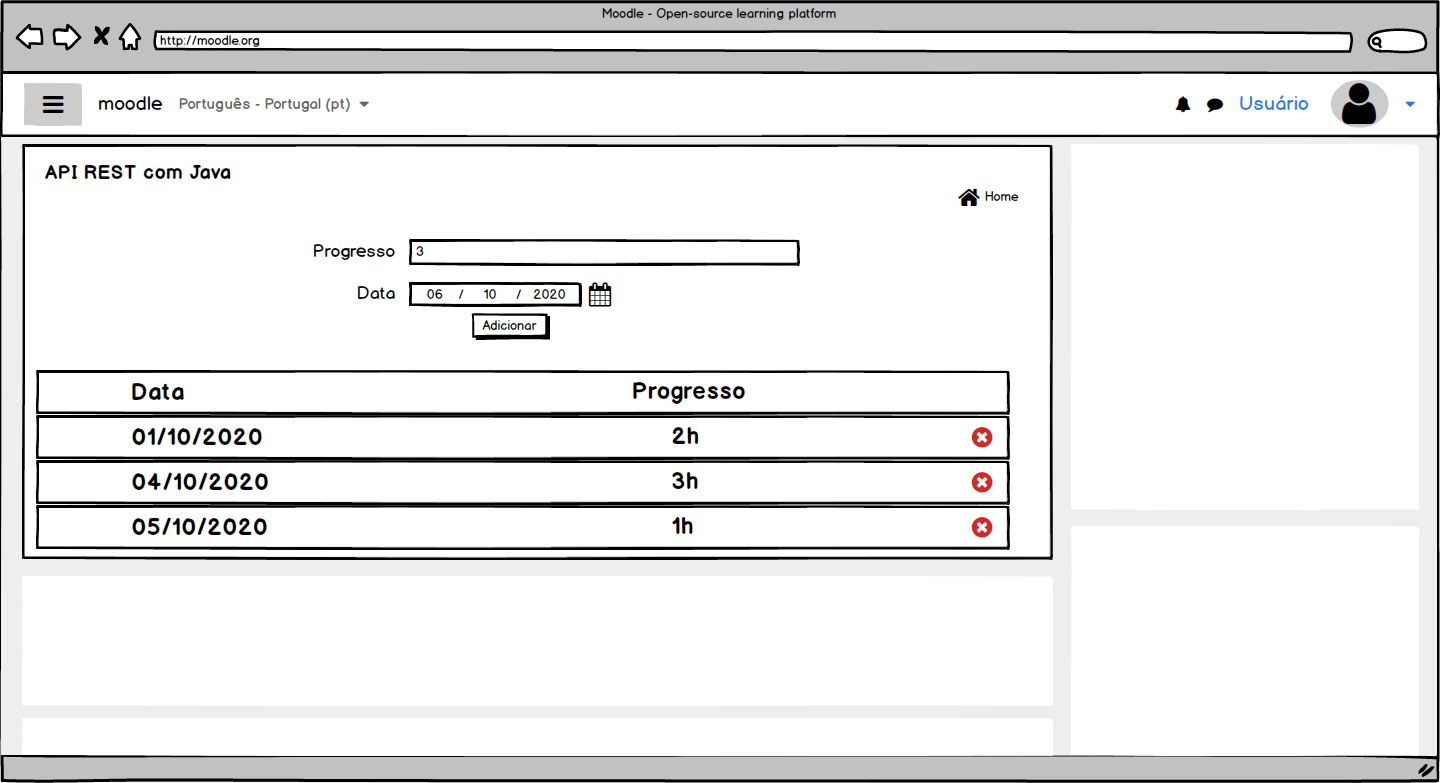 Moodle - Open-source learning platform
http://moodle.org
moodle Português - Portugal (pt) Usuário
API REST com Java
Home
Progresso 3
Data 06 / 10 / 2020
Adicionar
Data Progresso
01/10/2020 2h
04/10/2020 3h
05/10/2020 1h